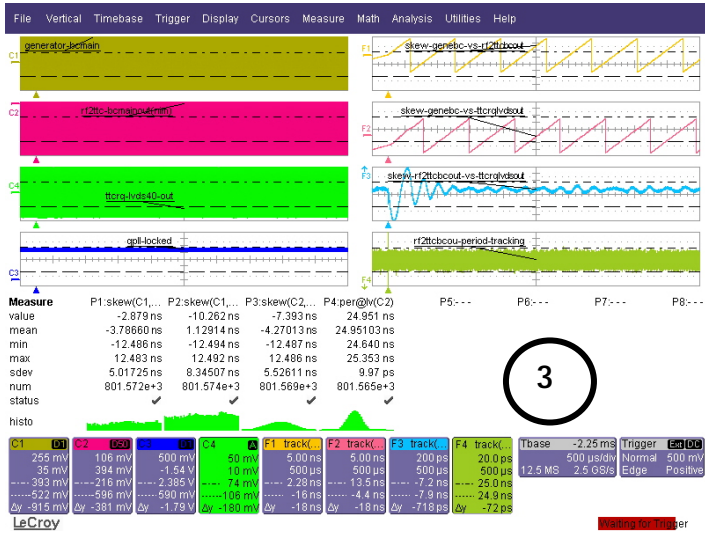 File Vertical Timebase Trigger Display Cursors Measure Math Analysis Utilities Help
C1 generator-bcmain
F1 skew-genebc-vs-rf2ttcbcout
C2 rf2ttc-bcmainout(nim)
F2 skew-genebc-vs-ttcrqlvdsout
C4 ttcrq-lvds40-out
F3 skew-rf2ttcbcout-vs-ttcrqlvdsout
C3 qpll-locked
F4 rf2ttcbcou-period-tracking
Measure P1:skew(C1,... P2:skew(C1,... P3:skew(C2,... P4:per@lv(C2) P5:- - - P6:- - - P7:- - - P8:- - -
value -2.879 ns -10.262 ns -7.393 ns 24.951 ns
mean -3.78660 ns 1.12914 ns -4.27013 ns 24.95103 ns
min -12.486 ns -12.494 ns -12.487 ns 24.640 ns
max 12.483 ns 12.492 ns 12.486 ns 25.353 ns
sdev 5.01725 ns 8.34507 ns 5.52611 ns 9.97 ps
num 801.572e+3 801.574e+3 801.569e+3 801.565e+3
status
histo
3
C1 D1 C2 D50 C4 A F1 track(... F2 track(... F3 track(... F4 track(... Tbase -2.25 ms Trigger Ext DC
255 mV 106 mV 500 mV 50 mV 5.00 ns 5.00 ns 200 ps 20.0 ps 500 µs/div Normal 500 mV
35 mV 394 mV -1.54 V 10 mV 500 µs 500 µs 500 µs 500 µs 12.5 MS 2.5 GS/s Edge Positive
-393 mV -216 mV 2.385 V 74 mV 2.28 ns 13.5 ns -7.2 ns 25.0 ns
-522 mV -596 mV 590 mV -106 mV -16 ns -4.4 ns -7.9 ns 24.9 ns
Δy -915 mV Δy -381 mV Δy -1.79 V Δy -180 mV Δy -18 ns Δy -18 ns Δy -718 ps Δy -72 ps
LeCroy
Waiting for Trigger